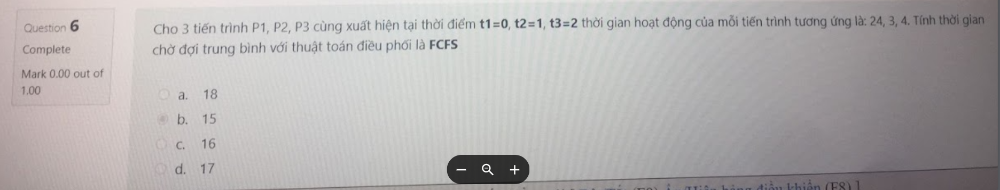 Question 6
Complete
Mark 0.00 out of
1.00
Cho 3 tiến trình P1, P2, P3 cùng xuất hiện tại thời điểm t1=0, t2=1, t3=2 thời gian hoạt động của mỗi tiến trình tương ứng là: 24, 3, 4. Tính thời gian
chờ đợi trung bình với thuật toán điều phối là FCFS
a. 18
b. 15
c. 16
d. 17
điều khiển (F8) ]